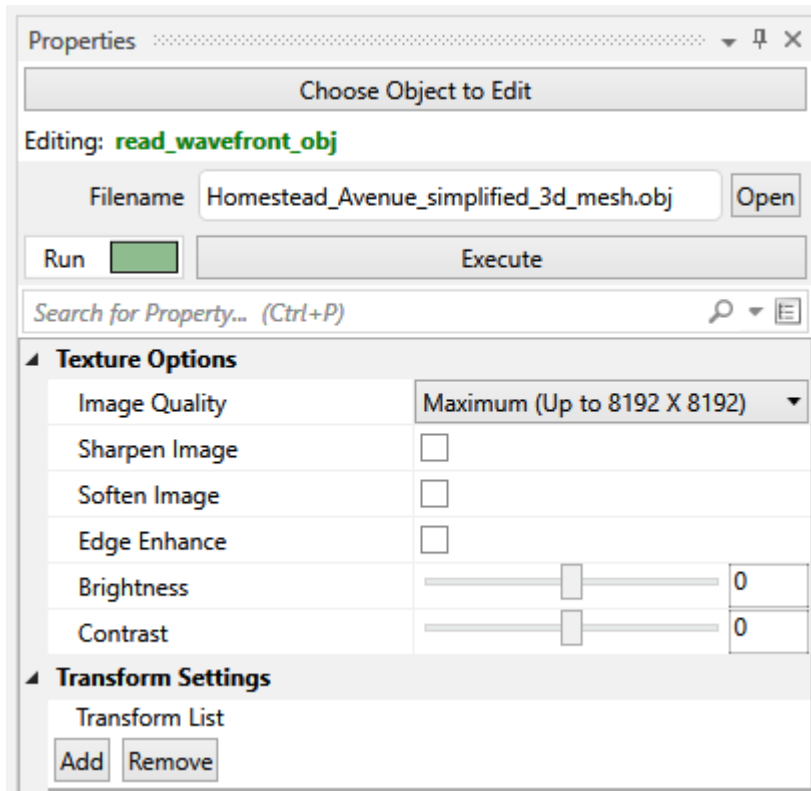 Properties
Choose Object to Edit
Editing: read_wavefront_obj
Filename Homestead_Avenue_simplified_3d_mesh.obj Open
Run Execute
Search for Property... (Ctrl+P)
Texture Options
Image Quality Maximum (Up to 8192 X 8192)
Sharpen Image
Soften Image
Edge Enhance
Brightness 0
Contrast 0
Transform Settings
Transform List
Add Remove